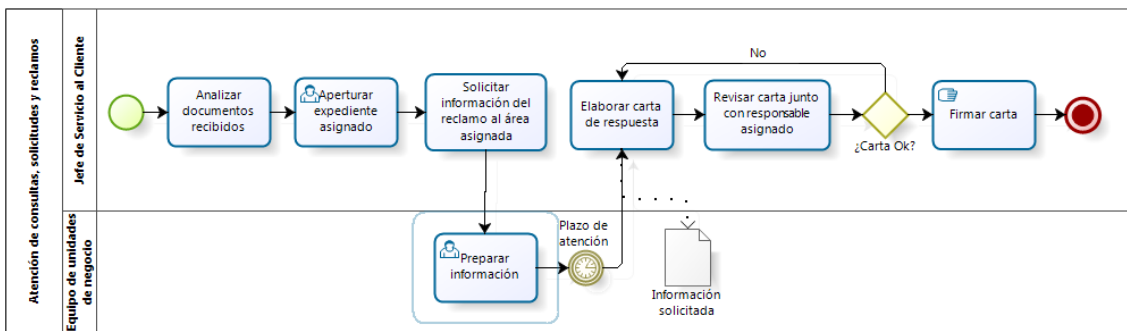 Atención de consultas, solicitudes y reclamos
Jefe de Servicio al Cliente
Analizar
documentos
recibidos
Aperturar
expediente
asignado
Solicitar
información del
reclamo al área
asignada
Elaborar carta
de respuesta
Revisar carta junto
con responsable
asignado
No
¿Carta Ok?
Firmar carta
Equipo de unidades
de negocio
Preparar
información
Plazo de
atención
Información
solicitada